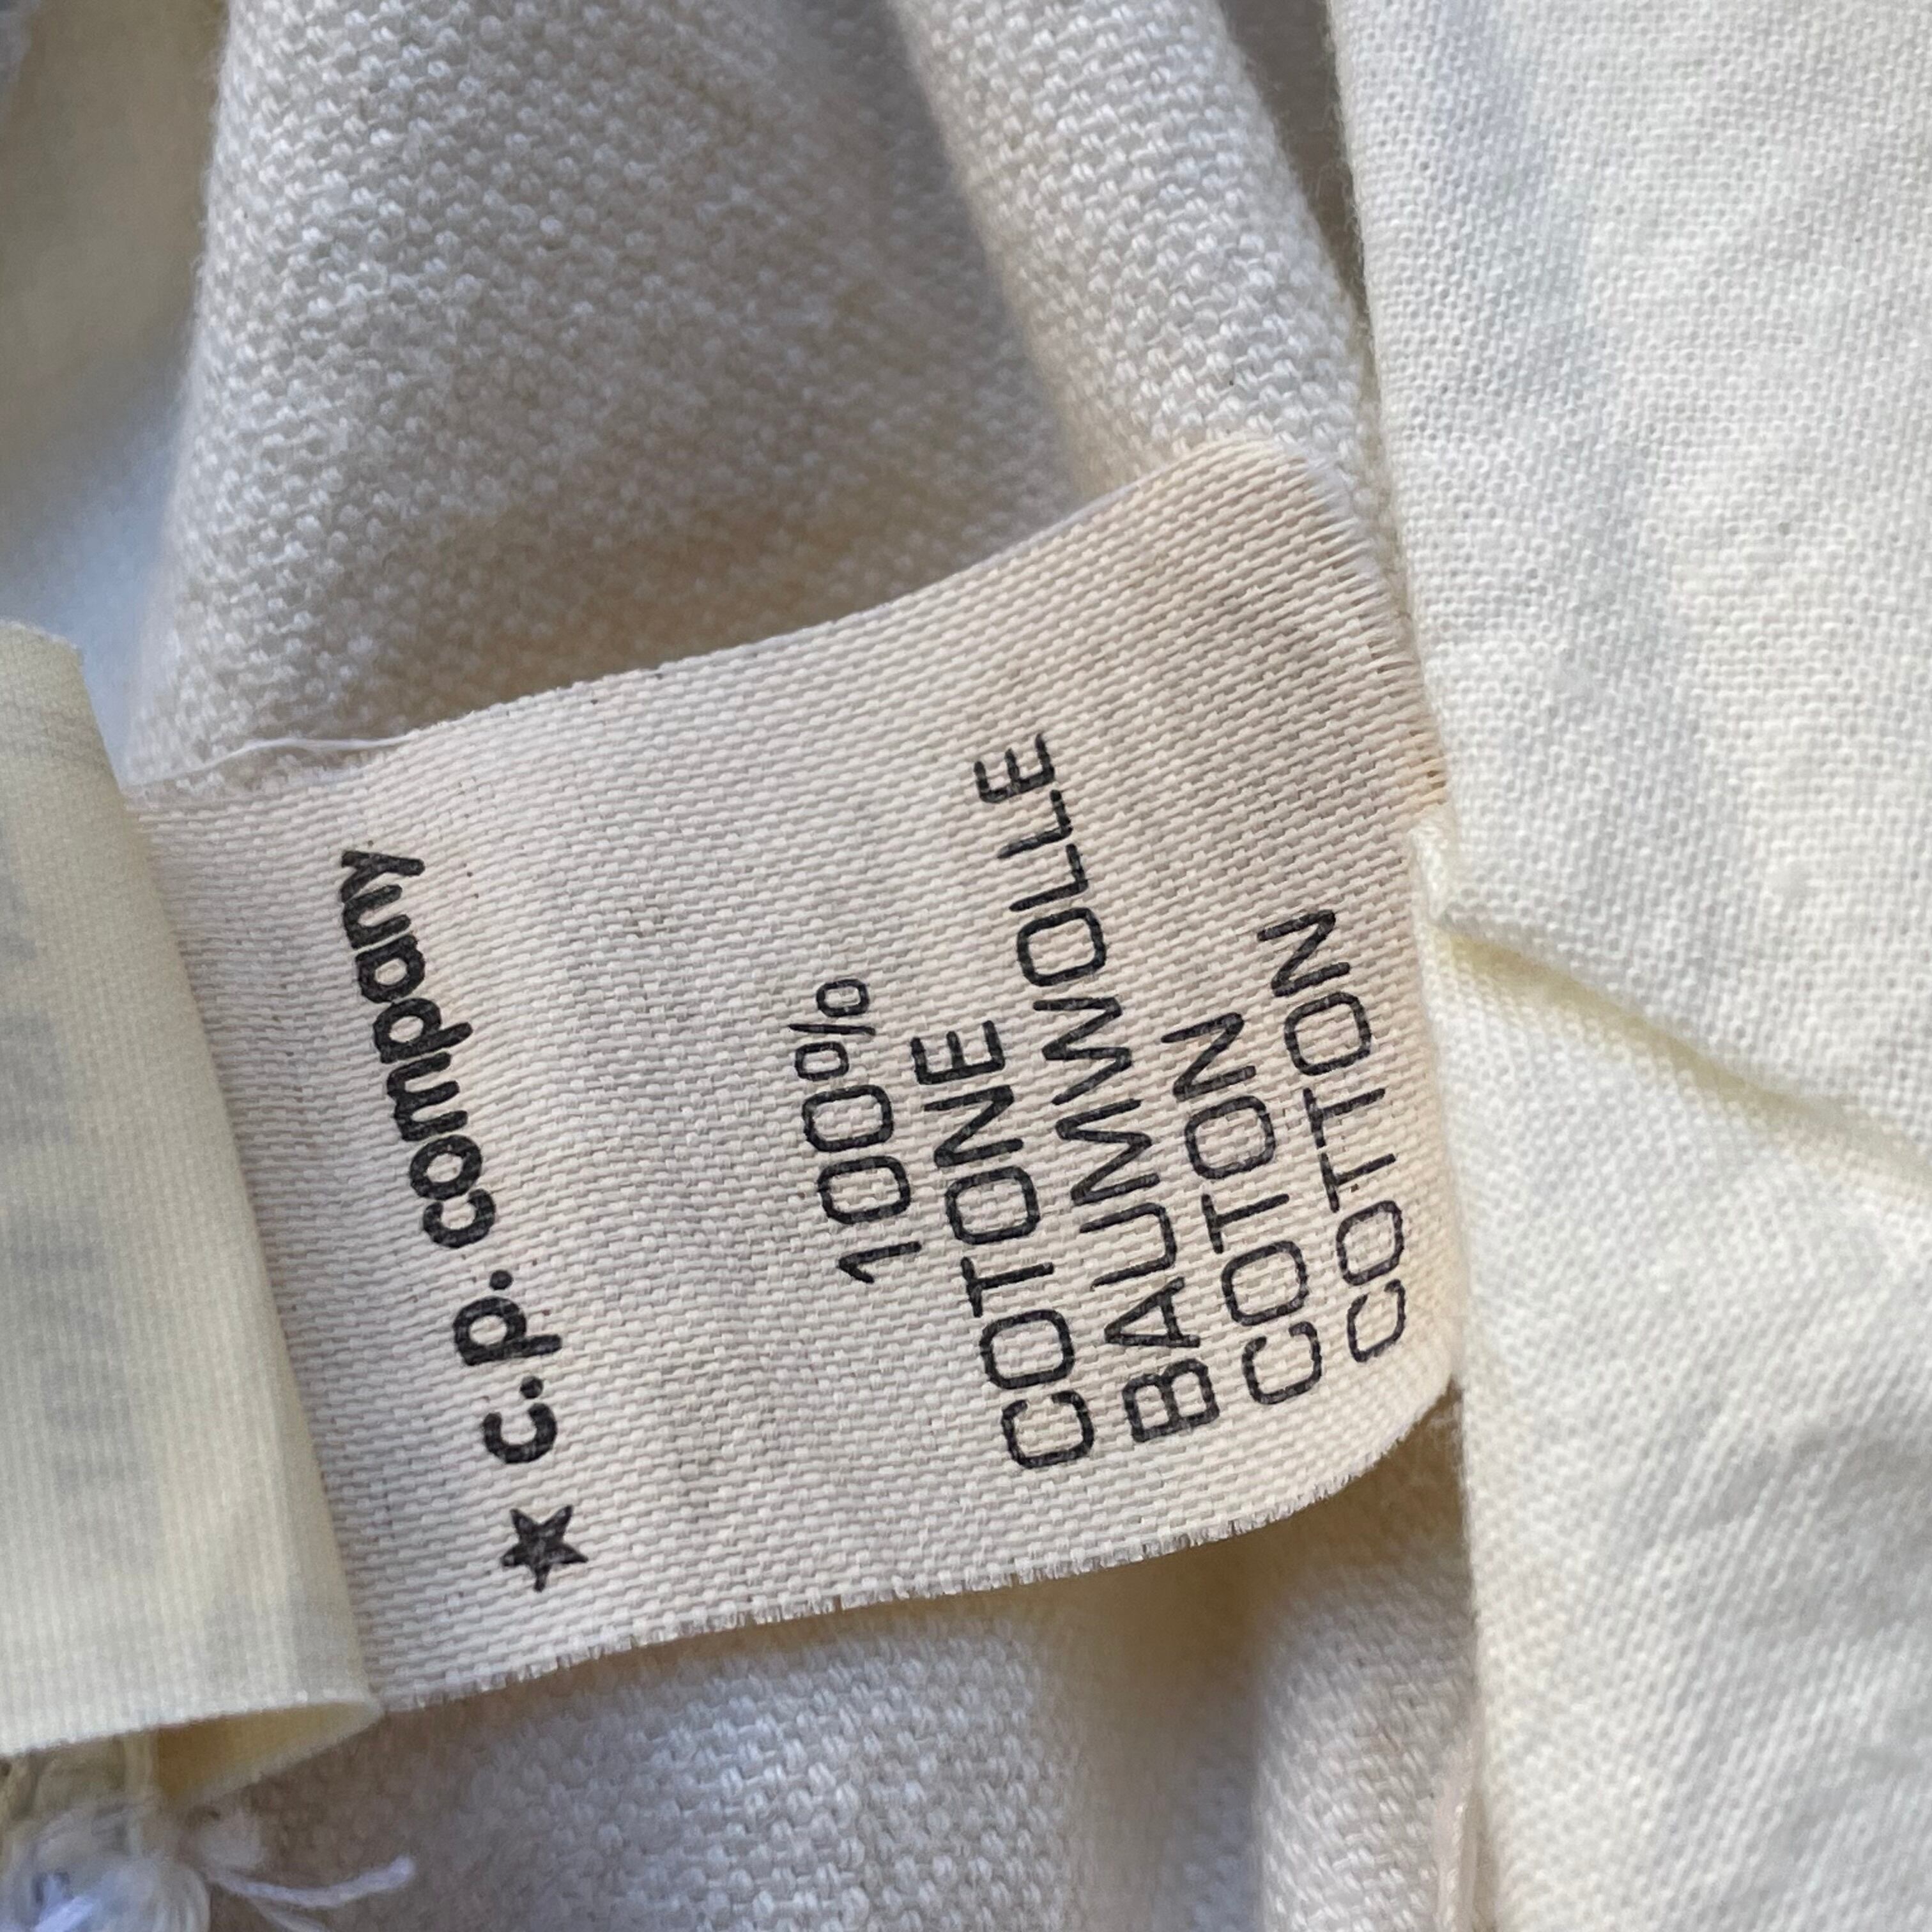 ★ c.p. company
100%
COTONE
BAUMWOLLE
COTON
COTTON